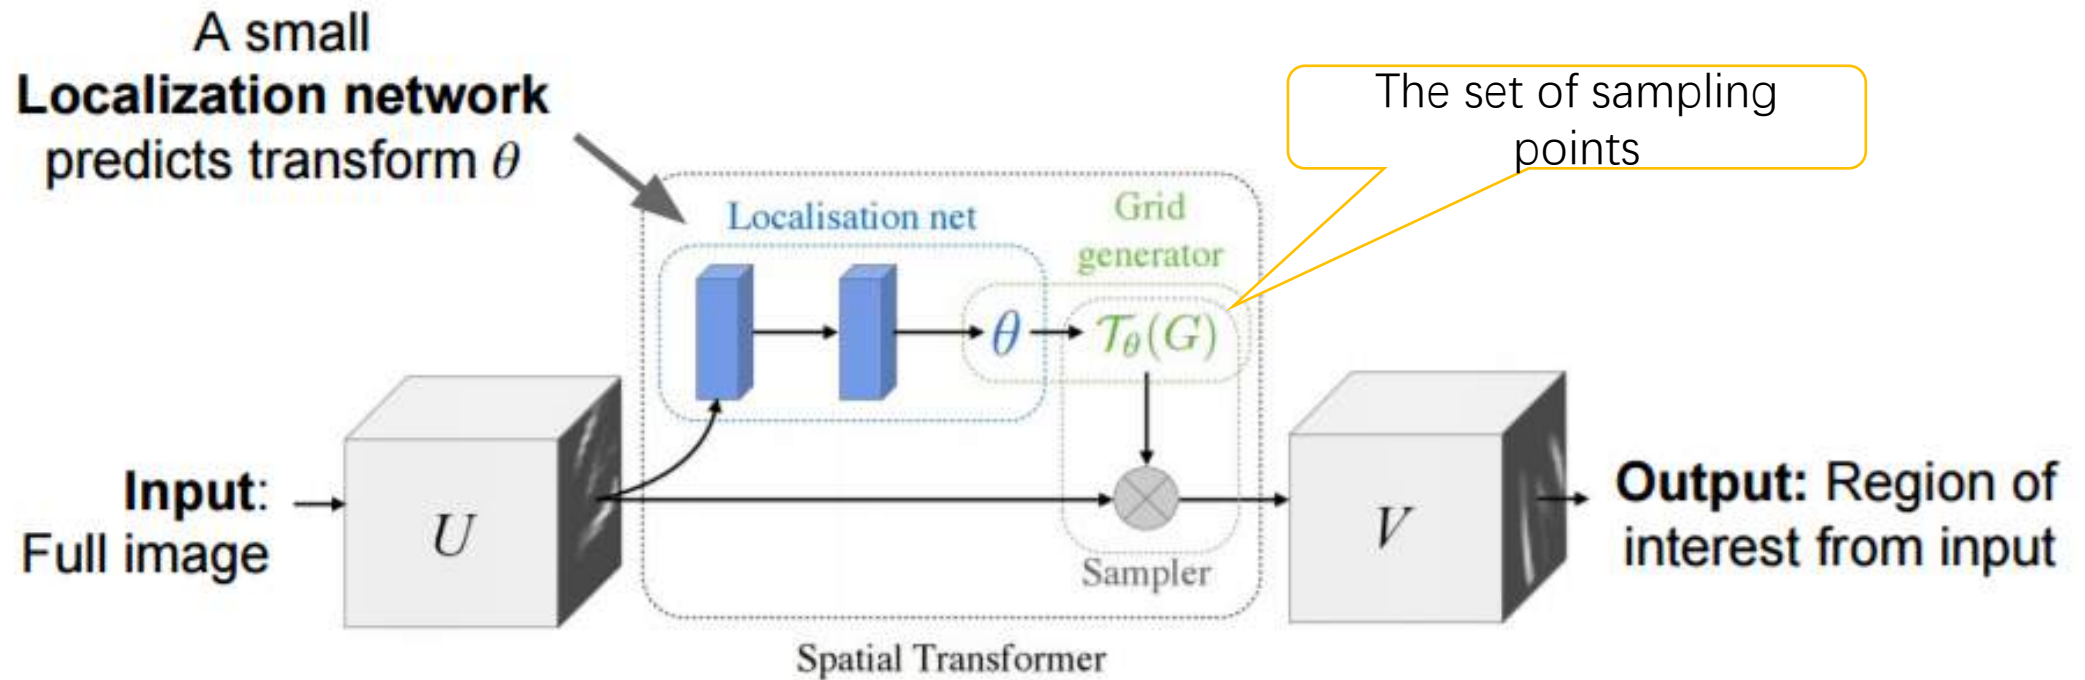 A small
Localization network
predicts transform θ
The set of sampling
points
Localisation net
Grid
generator
θ
𝒯θ(G)
Input:
Full image
U
V
Output: Region of
interest from input
Sampler
Spatial Transformer